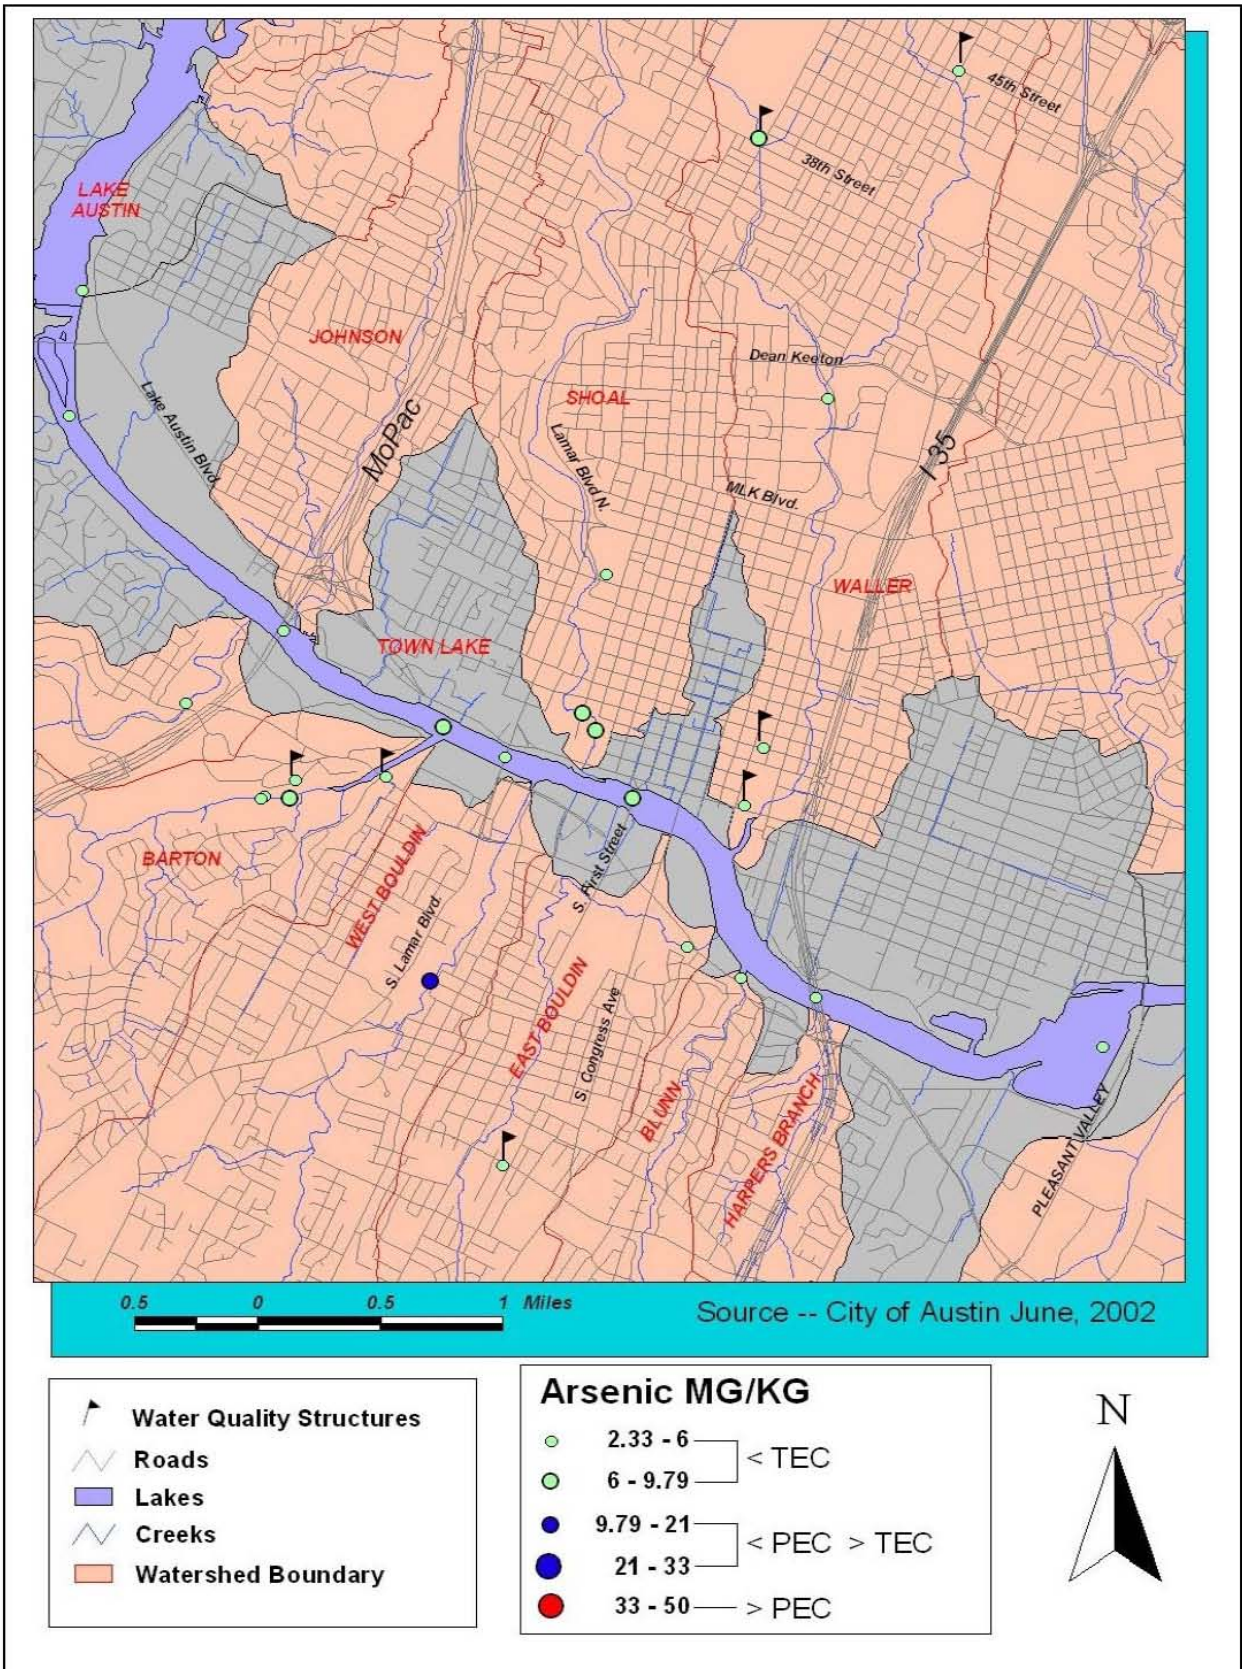 45th Street
38th Street
LAKE
AUSTIN
JOHNSON
MoPac
SHOAL
Dean Keeton
Lake Austin Blvd.
Lamar Blvd N.
I 35
MLK Blvd.
WALLER
TOWN LAKE
BARTON
WEST BOULDIN
S. First Street
S. Lamar Blvd.
EAST BOULDIN
S. Congress Ave
BLUNN
HARPERS BRANCH
PLEASANT VALLEY
0.5 0 0.5 1 Miles
Source -- City of Austin June, 2002
Water Quality Structures
Roads
Lakes
Creeks
Watershed Boundary
Arsenic MG/KG
2.33 - 6
< TEC
6 - 9.79
9.79 - 21
< PEC > TEC
21 - 33
33 - 50 > PEC
N